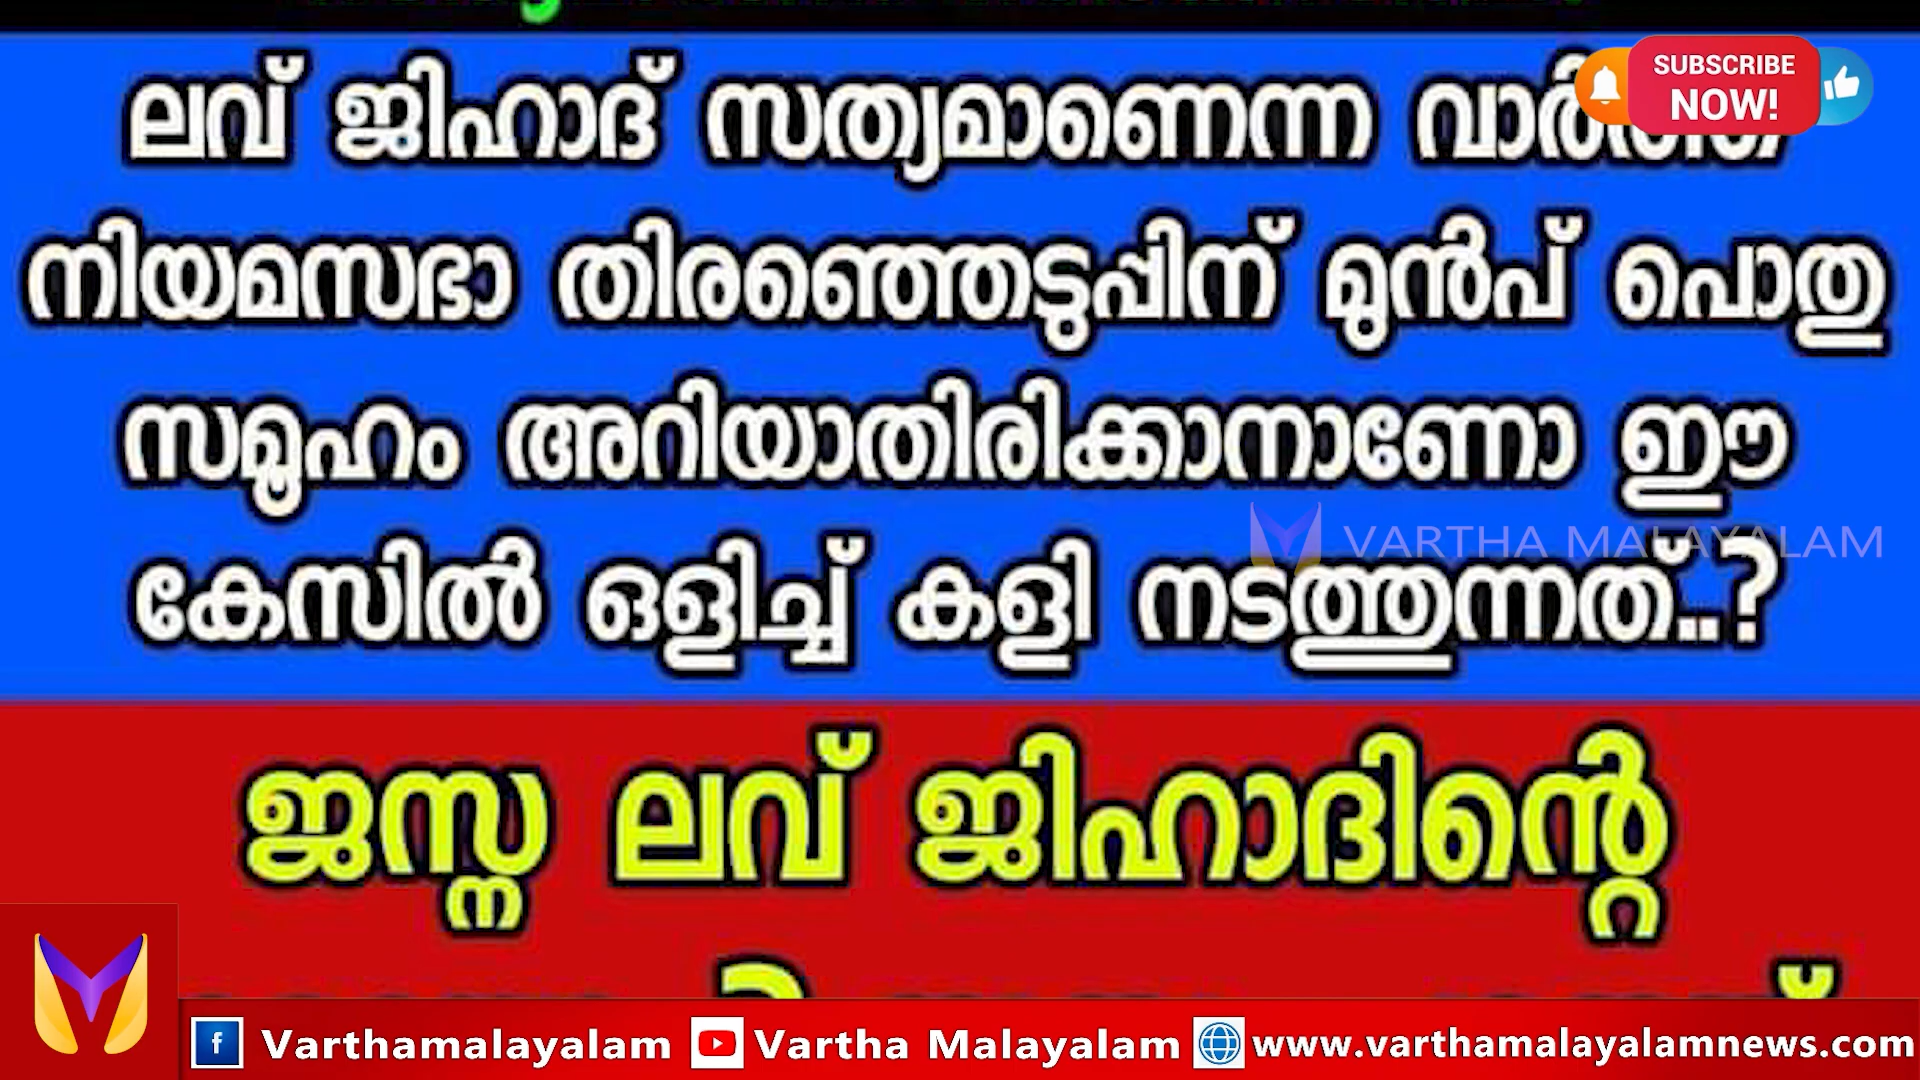 SUBSCRIBE
NOW!
ലവ് ജിഹാദ് സത്യമാണെന്ന
നിയമസഭാ തിരഞ്ഞെടുപ്പിന് മുൻപ് പൊതു
സമൂഹം അറിയാതിരിക്കാനാണോ ഈ
VARTHA MALAYALAM
കേസിൽ ഒളിച്ച് കളി നടത്തുന്നത്..?
ജസ്ന ലവ് ജിഹാദിന്റെ
Varthamalayalam Vartha Malayalam www.varthamalayalamnews.com